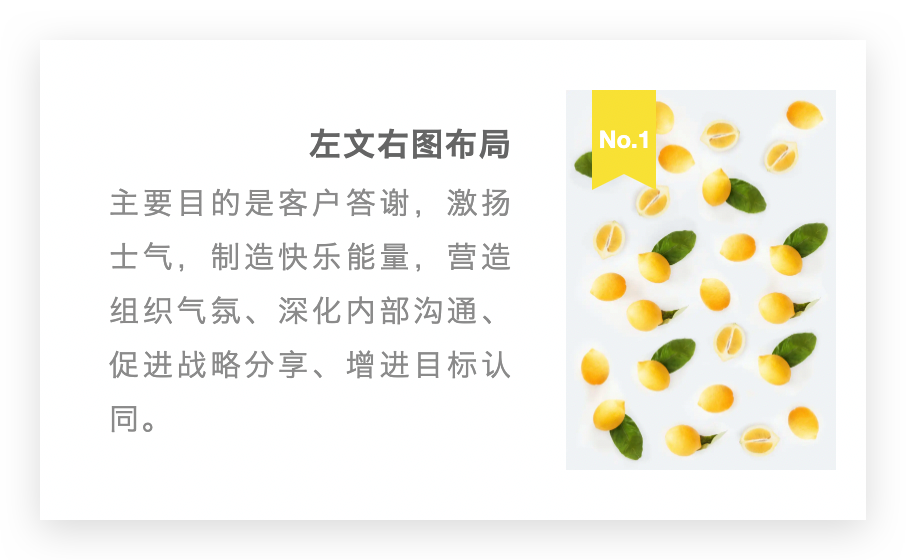 左文右图布局
主要目的是客户答谢，激扬
士气，制造快乐能量，营造
组织气氛、深化内部沟通、
促进战略分享、增进目标认
同。
No.1